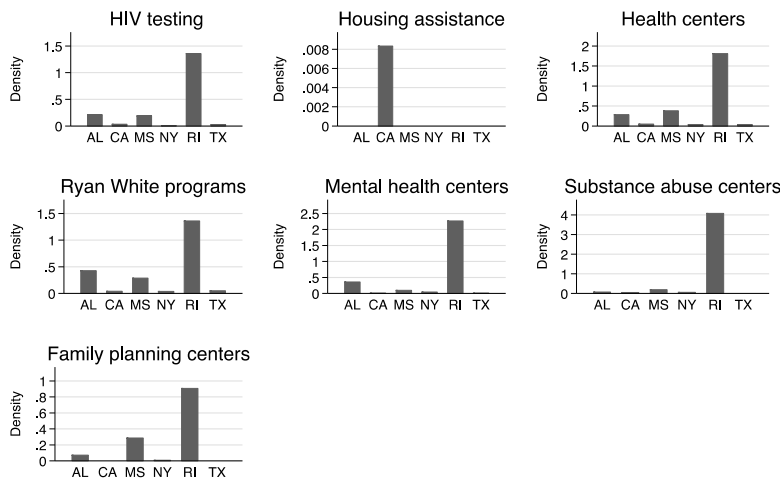 HIV testing
Density
1.5
1
.5
0
AL CA MS NY RI TX
Housing assistance
Density
.008
.006
.004
.002
0
AL CA MS NY RI TX
Health centers
Density
2
1.5
1
.5
0
AL CA MS NY RI TX
Ryan White programs
Density
1.5
1
.5
0
AL CA MS NY RI TX
Mental health centers
Density
2.5
2
1.5
1
.5
0
AL CA MS NY RI TX
Substance abuse centers
Density
4
3
2
1
0
AL CA MS NY RI TX
Family planning centers
Density
1
.8
.6
.4
.2
0
AL CA MS NY RI TX